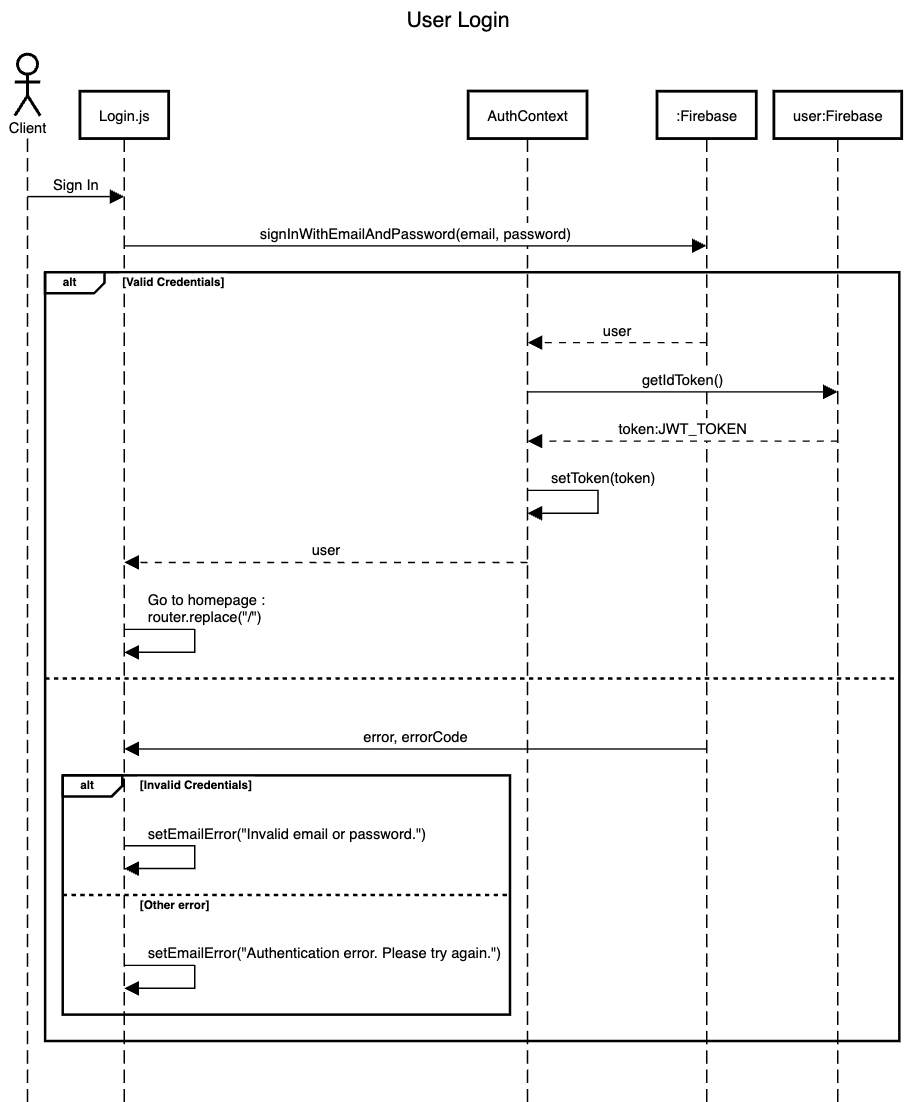 User Login
Client
Login.js
AuthContext
:Firebase
user:Firebase
Sign In
signInWithEmailAndPassword(email, password)
alt
[Valid Credentials]
user
getIdToken()
token:JWT_TOKEN
setToken(token)
user
Go to homepage :
router.replace("/")
error, errorCode
alt
[Invalid Credentials]
setEmailError("Invalid email or password.")
[Other error]
setEmailError("Authentication error. Please try again.")